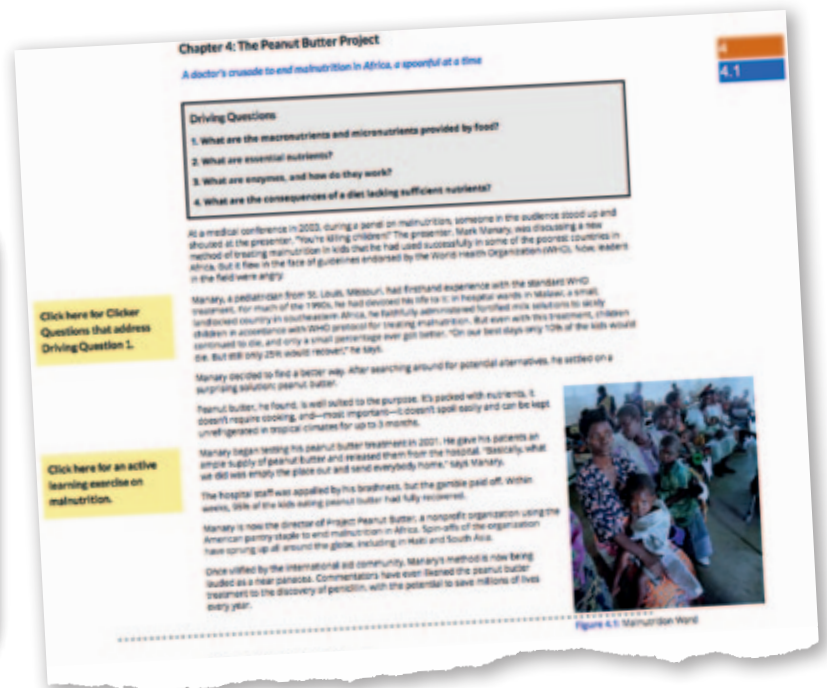 Chapter 4: The Peanut Butter Project
A doctor's crusade to end malnutrition in Africa, a spoonful at a time
4
4.1
Driving Questions
1. What are the macronutrients and micronutrients provided by food?
2. What are essential nutrients?
3. What are enzymes, and how do they work?
4. What are the consequences of a diet lacking sufficient nutrients?
At a medical conference in 2003, during a panel on malnutrition, someone in the audience stood up and
shouted at the presenter, "You're killing children!" The presenter, Mark Manary, was discussing a new
method of treating malnutrition in kids that he had used successfully in some of the poorest countries in
Africa. But it flew in the face of guidelines endorsed by the World Health Organization (WHO). Now, leaders
in the field were angry.
Click here for Clicker
Questions that address
Driving Question 1.
Manary, a pediatrician from St. Louis, Missouri, had firsthand experience with the standard WHO
treatment. For much of the 1990s, he had devoted his life to it: in hospital wards in Malawi, a small,
landlocked country in southeastern Africa, he faithfully administered fortified milk solutions to sickly
children in accordance with WHO protocol for treating malnutrition. But even with this treatment, children
continued to die, and only a small percentage ever got better. "On our best days only 10% of the kids would
die. But still only 25% would recover," he says.
Manary decided to find a better way. After searching around for potential alternatives, he settled on a
surprising solution: peanut butter.
Peanut butter, he found, is well suited to the purpose. It's packed with nutrients, it
doesn't require cooking, and—most important—it doesn't spoil easily and can be kept
unrefrigerated in tropical climates for up to 3 months.
Click here for an active
learning exercise on
malnutrition.
Manary began testing his peanut butter treatment in 2001. He gave his patients an
ample supply of peanut butter and released them from the hospital. "Basically, what
we did was empty the place out and send everybody home," says Manary.
The hospital staff was appalled by his brashness, but the gamble paid off. Within
weeks, 95% of the kids eating peanut butter had fully recovered.
Manary is now the director of Project Peanut Butter, a nonprofit organization using the
American pantry staple to end malnutrition in Africa. Spin-offs of the organization
have sprung up all around the globe, including in Haiti and South Asia.
Once vilified by the international aid community, Manary's method is now being
lauded as a near panacea. Commentators have even likened the peanut butter
treatment to the discovery of penicillin, with the potential to save millions of lives
every year.
Figure 4.1: Malnutrition Ward